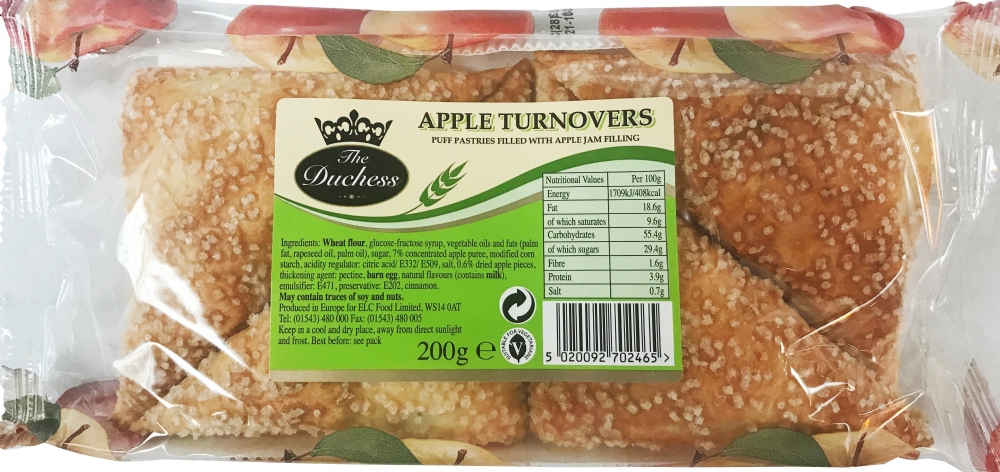 The
Duchess
APPLE TURNOVERS
PUFF PASTRIES FILLED WITH APPLE JAM FILLING
Nutritional Values Per 100g
Energy 1709kJ/408kcal
Fat 18.6g
of which saturates 9.6g
Carbohydrates 55.4g
of which sugars 29.4g
Fibre 1.6g
Protein 3.9g
Salt 0.7g
Ingredients: Wheat flour, glucose-fructose syrup, vegetable oils and fats (palm
fat, rapeseed oil, palm oil), sugar, 7% concentrated apple puree, modified corn
starch, acidity regulator: citric acid/ E332/ E509, salt, 0.6% dried apple pieces,
thickening agent: pectine, barn egg, natural flavours (contains milk),
emulsifier: E471, preservative: E202, cinnamon.
May contain traces of soy and nuts.
Produced in Europe for ELC Food Limited, WS14 0AT
Tel: (01543) 480 000 Fax: (01543) 480 005
Keep in a cool and dry place, away from direct sunlight
and frost. Best before: see pack
200g e
SUITABLE FOR VEGETARIANS
V
5 020092 702465 >